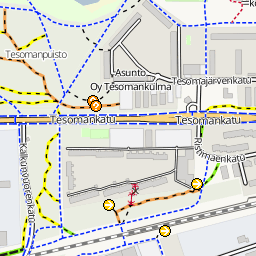 Tesomanpuisto
Asunto
Oy Tesomankulma
Tesomajärvenkatu
Tesomankatu
Tesomankatu
Kalkunvuorenkatu
Ristimäenkatu